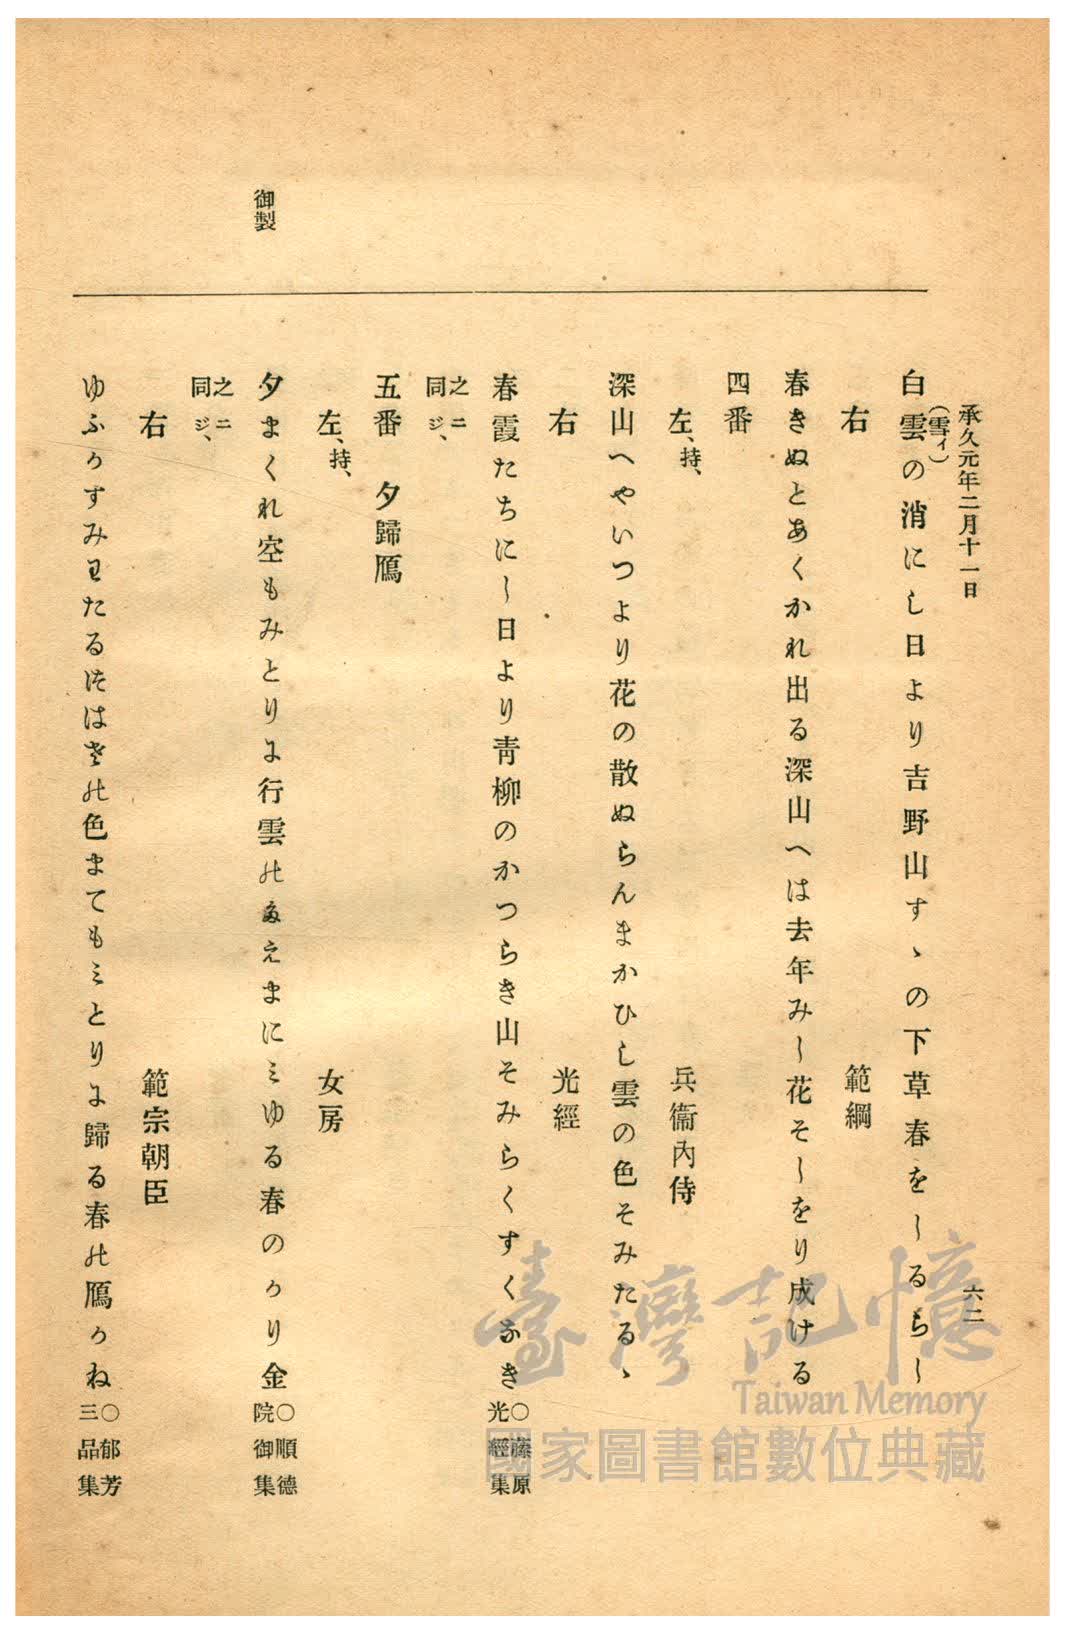 承久元年二月十一日
六二
白雲の消にし日より吉野山すゝの下草春をしるらし
(雪イ)
右
範綱
春きぬとあくかれ出る深山へは去年みし花そしをり成ける
四番
左、持、
兵衞內侍
深山へやいつより花の散ぬらんまかひし雲の色そみたるゝ
右
光經
春霞たちにし日より靑柳のかつらき山そみらくすくなき
○藤原光經集
之ニ同ジ、
五番 夕歸鴈
左、持、
女房
御製
夕まくれ空もみとりに行雲のたえまにミゆる春のかり金
○順德院御集
之ニ同ジ、
右
範宗朝臣
ゆふかすみわたるつはさの色まてもミとりに歸る春の鴈かね
○郁芳三品集
臺灣記憶
Taiwan Memory
國家圖書館數位典藏